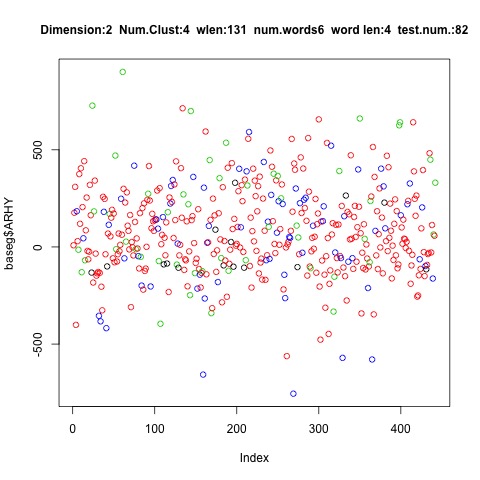 Dimension:2 Num.Clust:4 wlen:131 num.words6 word len:4 test.num.:82
500
0
-500
baseg$ARHY
0 100 200 300 400
Index